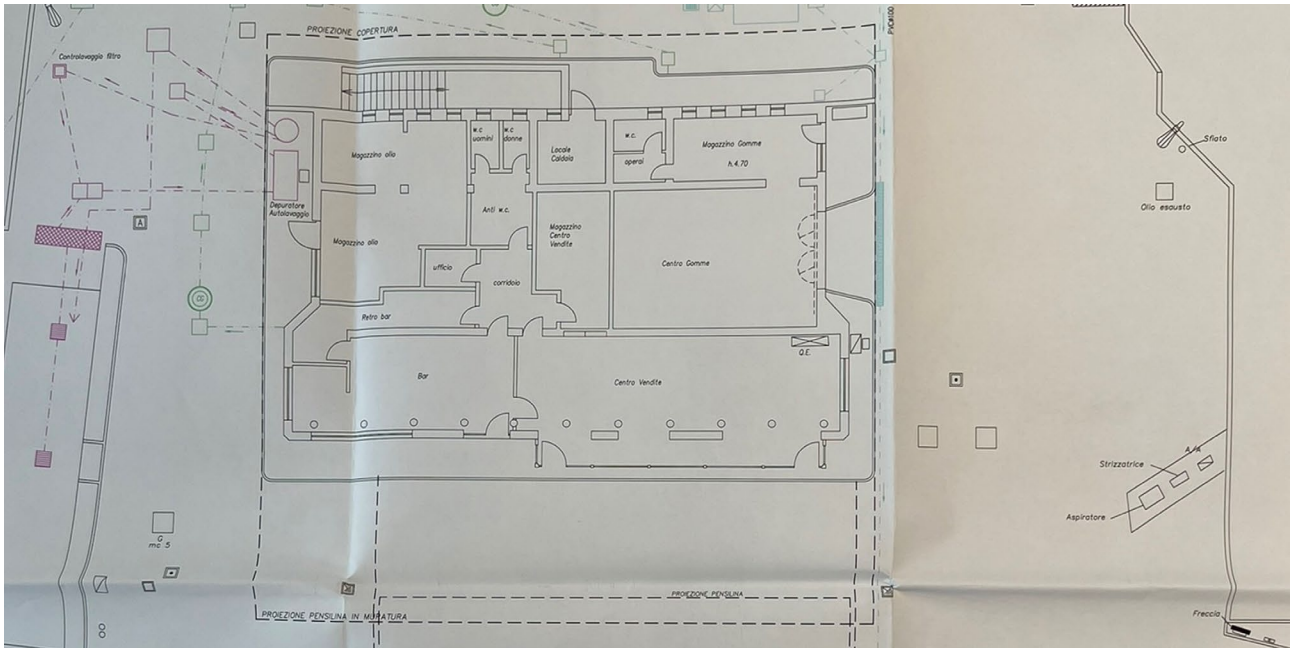 PROIEZIONE COPERTURA
PVCØ100
Controlavaggio filtro
w.c
uomini
w.c
donne
w.c.
operai
Locale
Caldaia
Magazzino Gomme
h.4.70
Magazzino olio
Sfiato
Olio esausto
Depuratore
Autolavaggio
A
Anti w.c.
Magazzino
Centro
Vendite
Magazzino olio
ufficio
corridoio
Centro Gomme
Retro bar
Q.E.
Bar
Centro Vendite
A/A
Strizzatrice
Aspiratore
G
mc 5
PROIEZIONE PENSILINA
PROIEZIONE PENSILINA IN MURATURA
Freccia